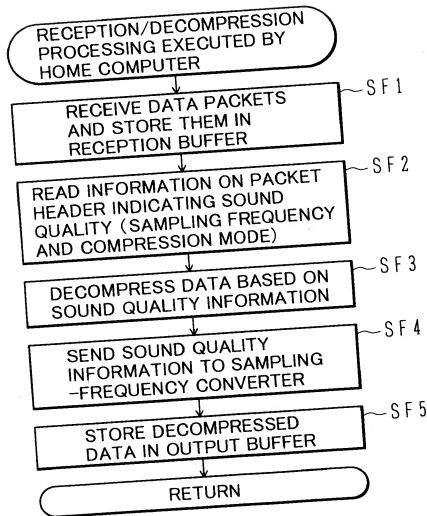 RECEPTION/DECOMPRESSION
PROCESSING EXECUTED BY
HOME COMPUTER
SF1
RECEIVE DATA PACKETS
AND STORE THEM IN
RECEPTION BUFFER
SF2
READ INFORMATION ON PACKET
HEADER INDICATING SOUND
QUALITY (SAMPLING FREQUENCY
AND COMPRESSION MODE)
SF3
DECOMPRESS DATA BASED ON
SOUND QUALITY INFORMATION
SF4
SEND SOUND QUALITY
INFORMATION TO SAMPLING
-FREQUENCY CONVERTER
SF5
STORE DECOMPRESSED
DATA IN OUTPUT BUFFER
RETURN